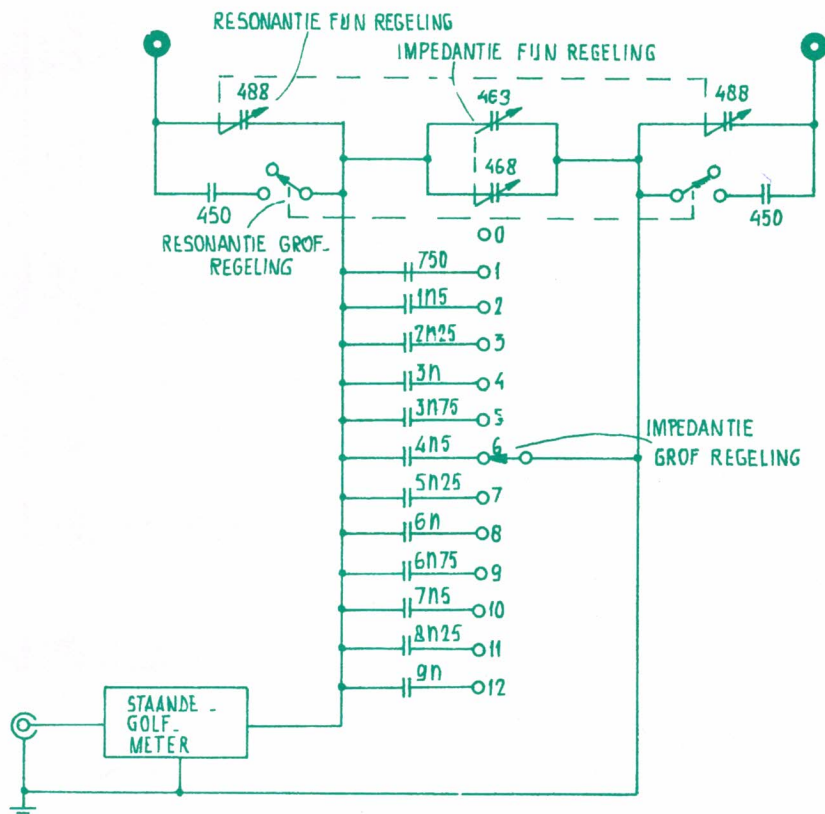 RESONANTIE FIJN REGELING
IMPEDANTIE FIJN REGELING
488
463
488
468
450
450
RESONANTIE GROF-
REGELING
0
750
1
1n5
2
2n25
3
3n
4
3n75
5
4n5
6
IMPEDANTIE
GROF REGELING
5n25
7
6n
8
6n75
9
7n5
10
8n25
11
9n
12
STAANDE -
GOLF-
METER